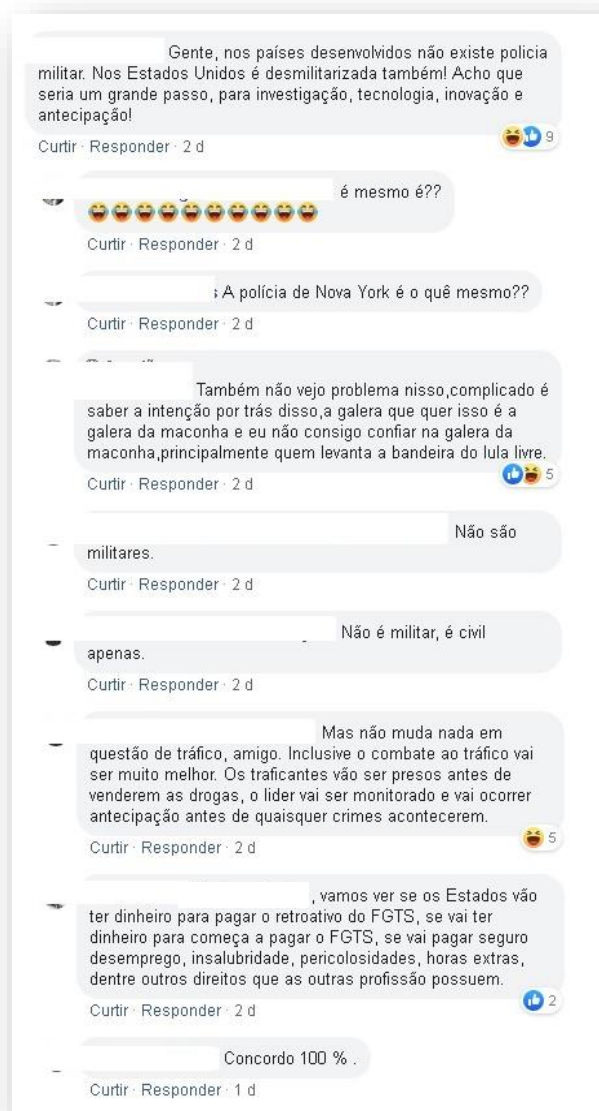 Gente, nos países desenvolvidos não existe policia
militar. Nos Estados Unidos é desmilitarizada também! Acho que
seria um grande passo, para investigação, tecnologia, inovação e
antecipação!
9
Curtir · Responder · 2 d
é mesmo é??
Curtir · Responder · 2 d
A polícia de Nova York é o quê mesmo??
Curtir · Responder · 2 d
Também não vejo problema nisso,complicado é
saber a intenção por trás disso,a galera que quer isso é a
galera da maconha e eu não consigo confiar na galera da
maconha,principalmente quem levanta a bandeira do lula livre.
5
Curtir · Responder · 2 d
Não são
militares.
Curtir · Responder · 2 d
Não é militar, é civil
apenas.
Curtir · Responder · 2 d
Mas não muda nada em
questão de tráfico, amigo. Inclusive o combate ao tráfico vai
ser muito melhor. Os traficantes vão ser presos antes de
venderem as drogas, o lider vai ser monitorado e vai ocorrer
antecipação antes de quaisquer crimes acontecerem.
5
Curtir · Responder · 2 d
, vamos ver se os Estados vão
ter dinheiro para pagar o retroativo do FGTS, se vai ter
dinheiro para começa a pagar o FGTS, se vai pagar seguro
desemprego, insalubridade, pericolosidades, horas extras,
dentre outros direitos que as outras profissão possuem.
2
Curtir · Responder · 2 d
Concordo 100 % .
Curtir · Responder · 1 d